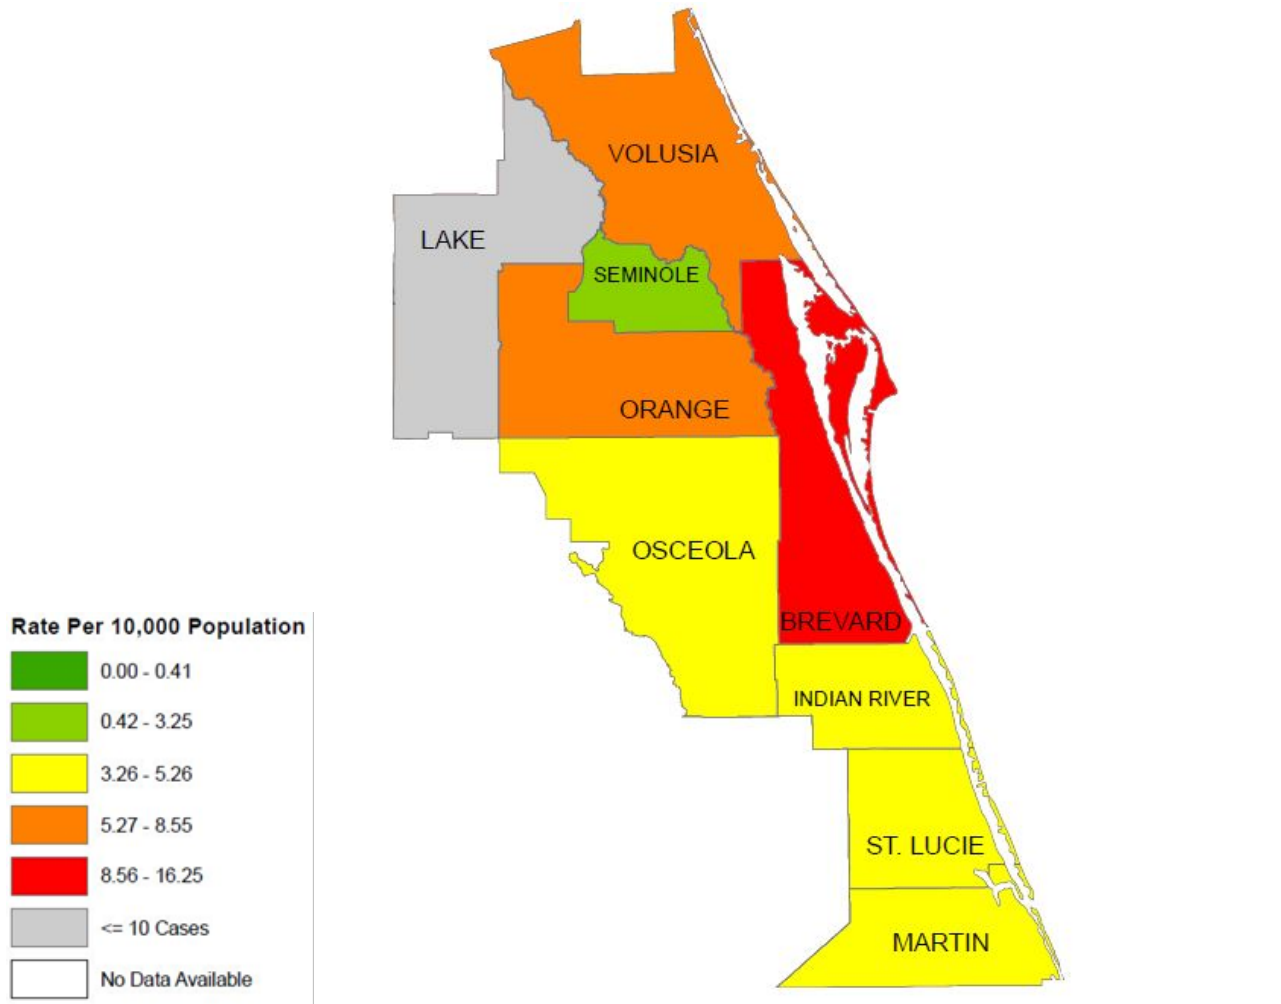 VOLUSIA
LAKE
SEMINOLE
ORANGE
OSCEOLA
BREVARD
INDIAN RIVER
ST. LUCIE
MARTIN
Rate Per 10,000 Population
0.00 - 0.41
0.42 - 3.25
3.26 - 5.26
5.27 - 8.55
8.56 - 16.25
<= 10 Cases
No Data Available